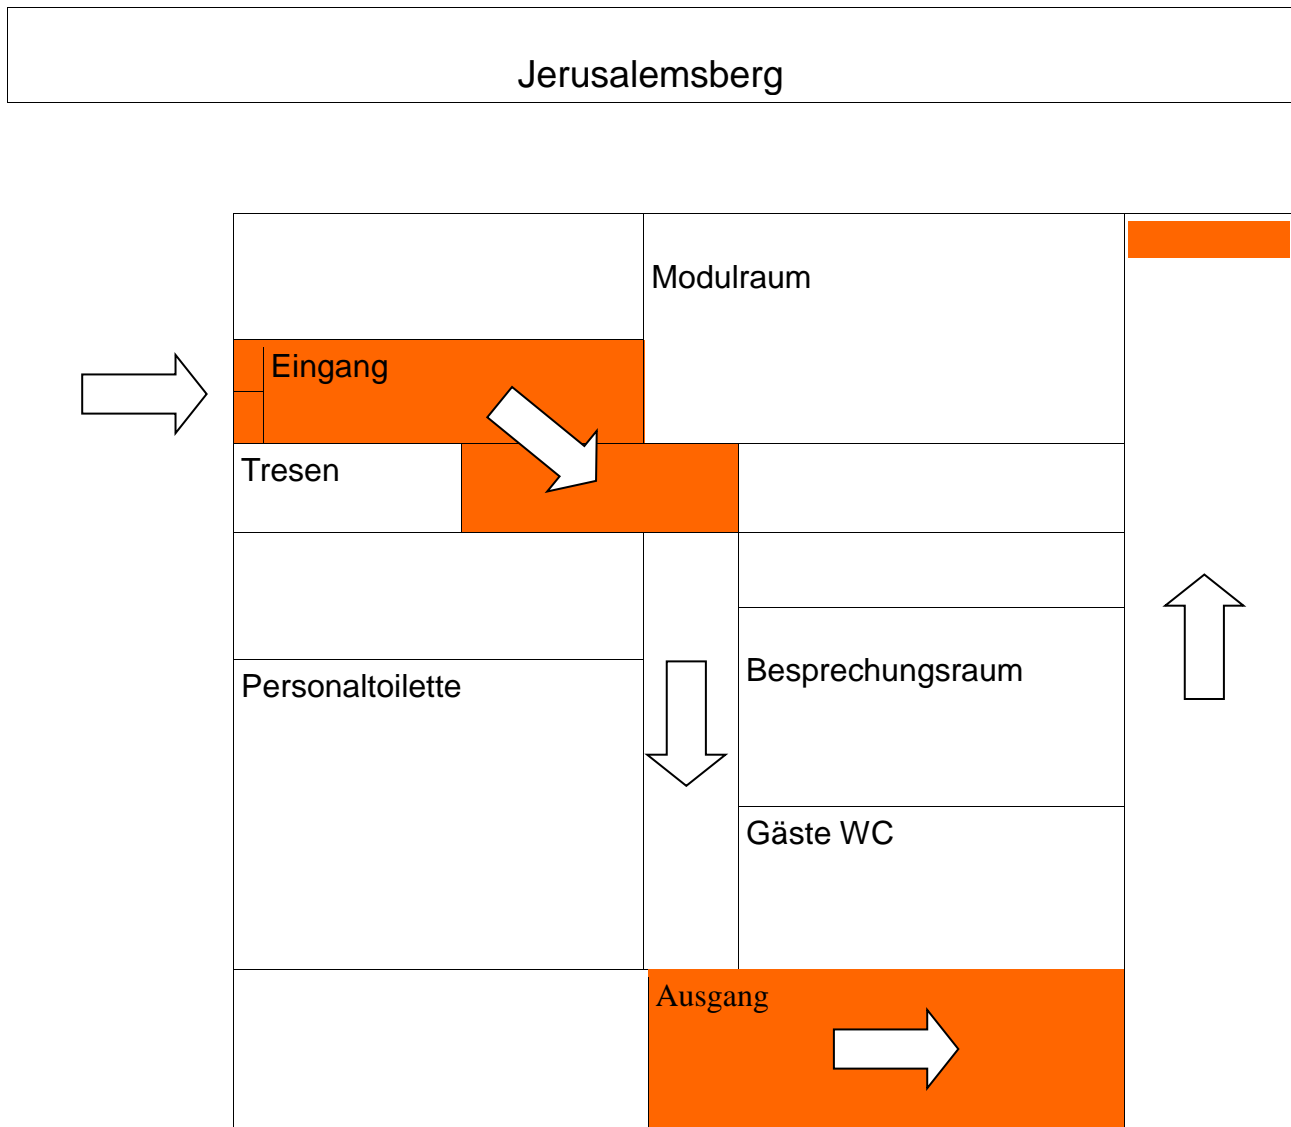 Jerusalemsberg
Modulraum
Eingang
Tresen
Besprechungsraum
Personaltoilette
Gäste WC
Ausgang